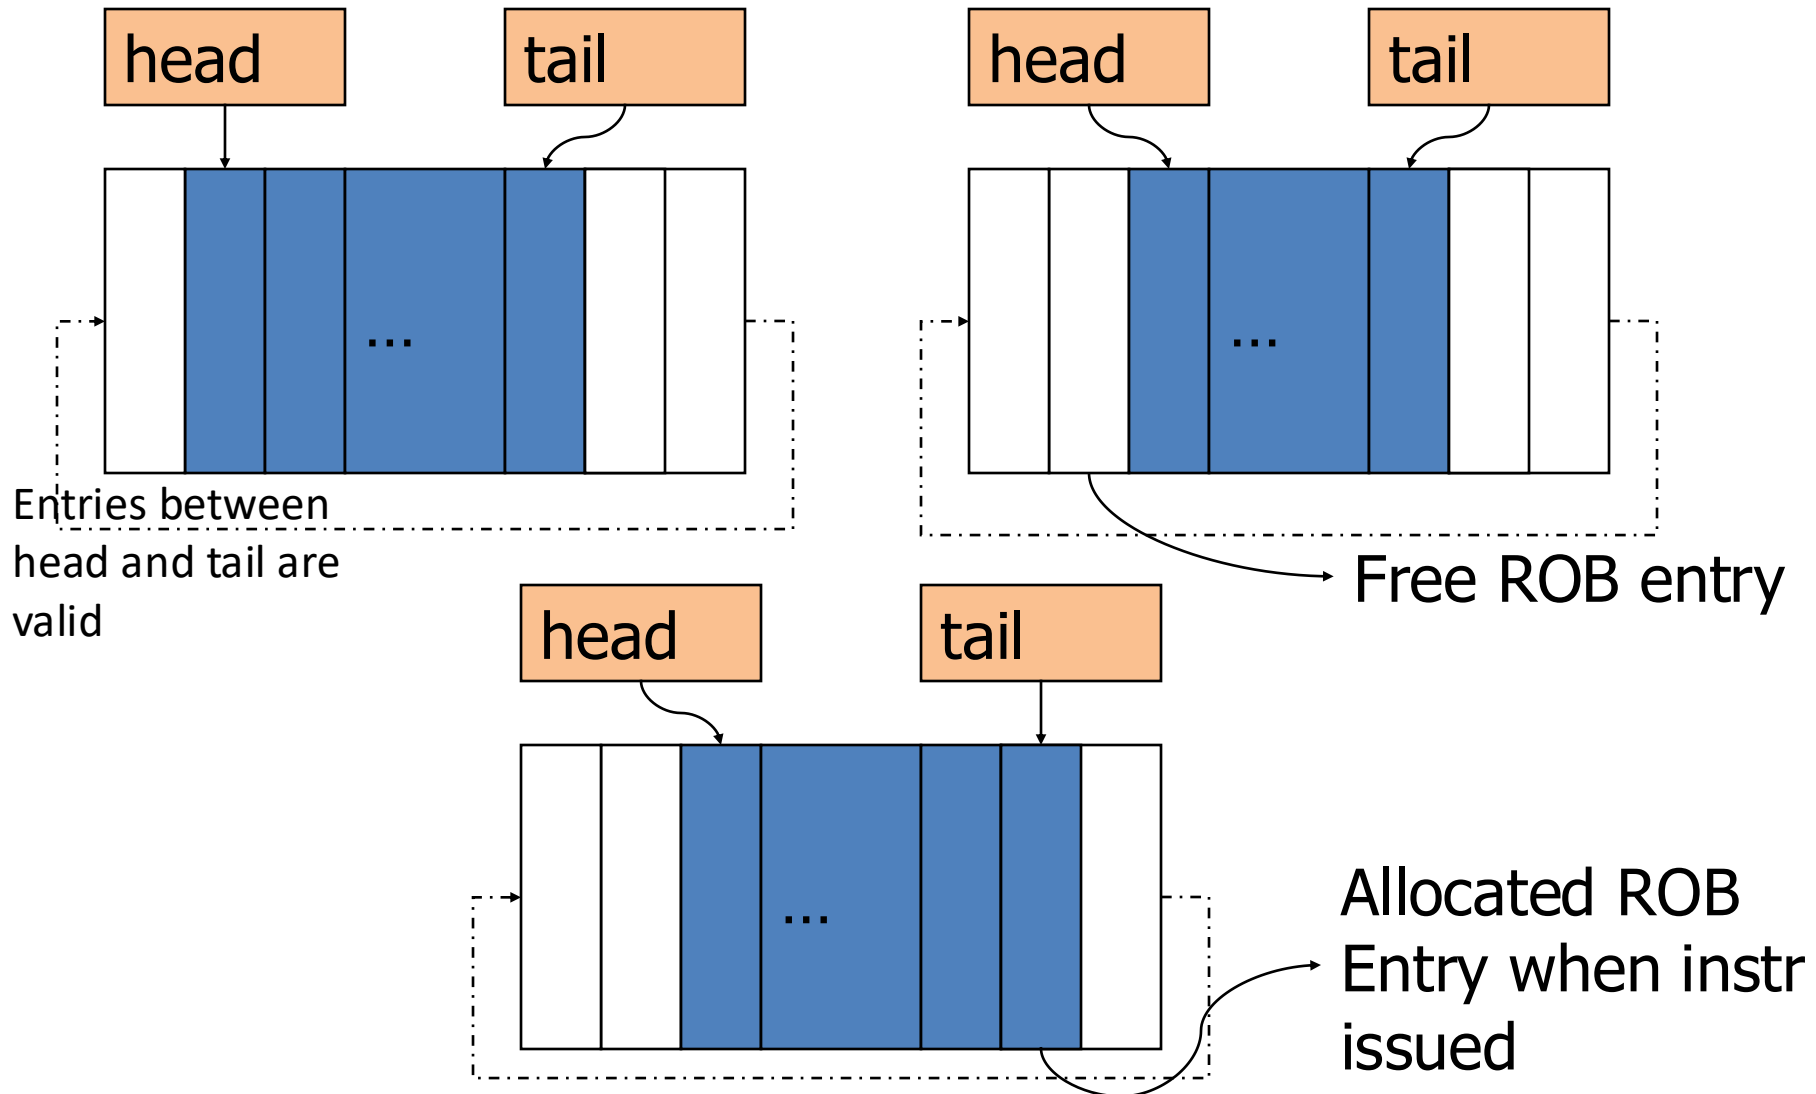 head
tail
head
tail
...
...
Entries between
head and tail are
valid
Free ROB entry
head
tail
...
Allocated ROB
Entry when instr
issued